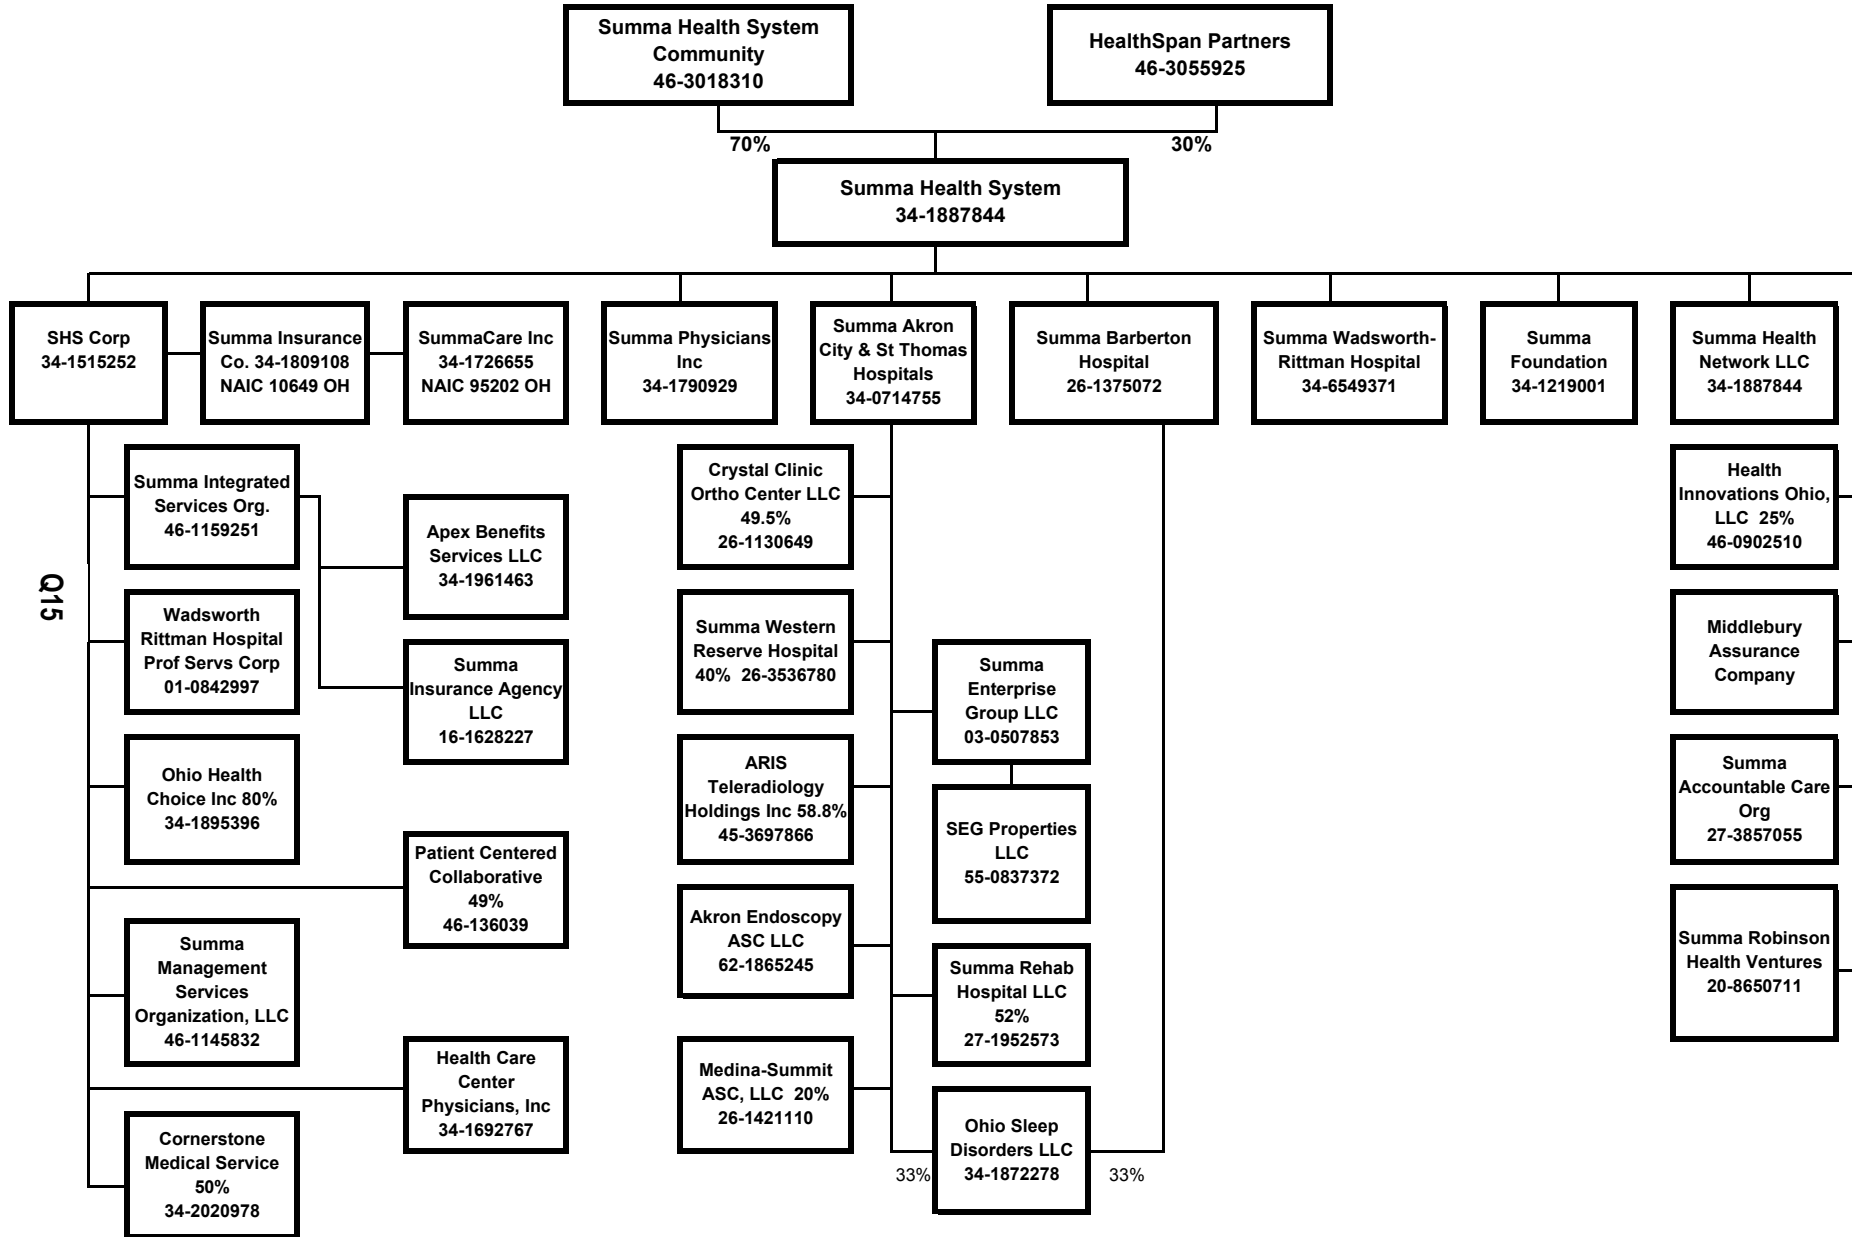 Summa Health System
Community
46-3018310
HealthSpan Partners
46-3055925
70%
30%
Summa Health System
34-1887844
SHS Corp
34-1515252
Summa Insurance
Co. 34-1809108
NAIC 10649 OH
SummaCare Inc
34-1726655
NAIC 95202 OH
Summa Physicians
Inc
34-1790929
Summa Akron
City & St Thomas
Hospitals
34-0714755
Summa Barberton
Hospital
26-1375072
Summa Wadsworth-
Rittman Hospital
34-6549371
Summa
Foundation
34-1219001
Summa Health
Network LLC
34-1887844
Q15
Summa Integrated
Services Org.
46-1159251
Wadsworth
Rittman Hospital
Prof Servs Corp
01-0842997
Ohio Health
Choice Inc 80%
34-1895396
Summa
Management
Services
Organization, LLC
46-1145832
Cornerstone
Medical Service
50%
34-2020978
Apex Benefits
Services LLC
34-1961463
Summa
Insurance Agency
LLC
16-1628227
Patient Centered
Collaborative
49%
46-136039
Health Care
Center
Physicians, Inc
34-1692767
Crystal Clinic
Ortho Center LLC
49.5%
26-1130649
Summa Western
Reserve Hospital
40% 26-3536780
ARIS
Teleradiology
Holdings Inc 58.8%
45-3697866
Akron Endoscopy
ASC LLC
62-1865245
Medina-Summit
ASC, LLC 20%
26-1421110
Summa
Enterprise
Group LLC
03-0507853
SEG Properties
LLC
55-0837372
Summa Rehab
Hospital LLC
52%
27-1952573
Ohio Sleep
Disorders LLC
34-1872278
33%
33%
Health
Innovations Ohio,
LLC 25%
46-0902510
Middlebury
Assurance
Company
Summa
Accountable Care
Org
27-3857055
Summa Robinson
Health Ventures
20-8650711